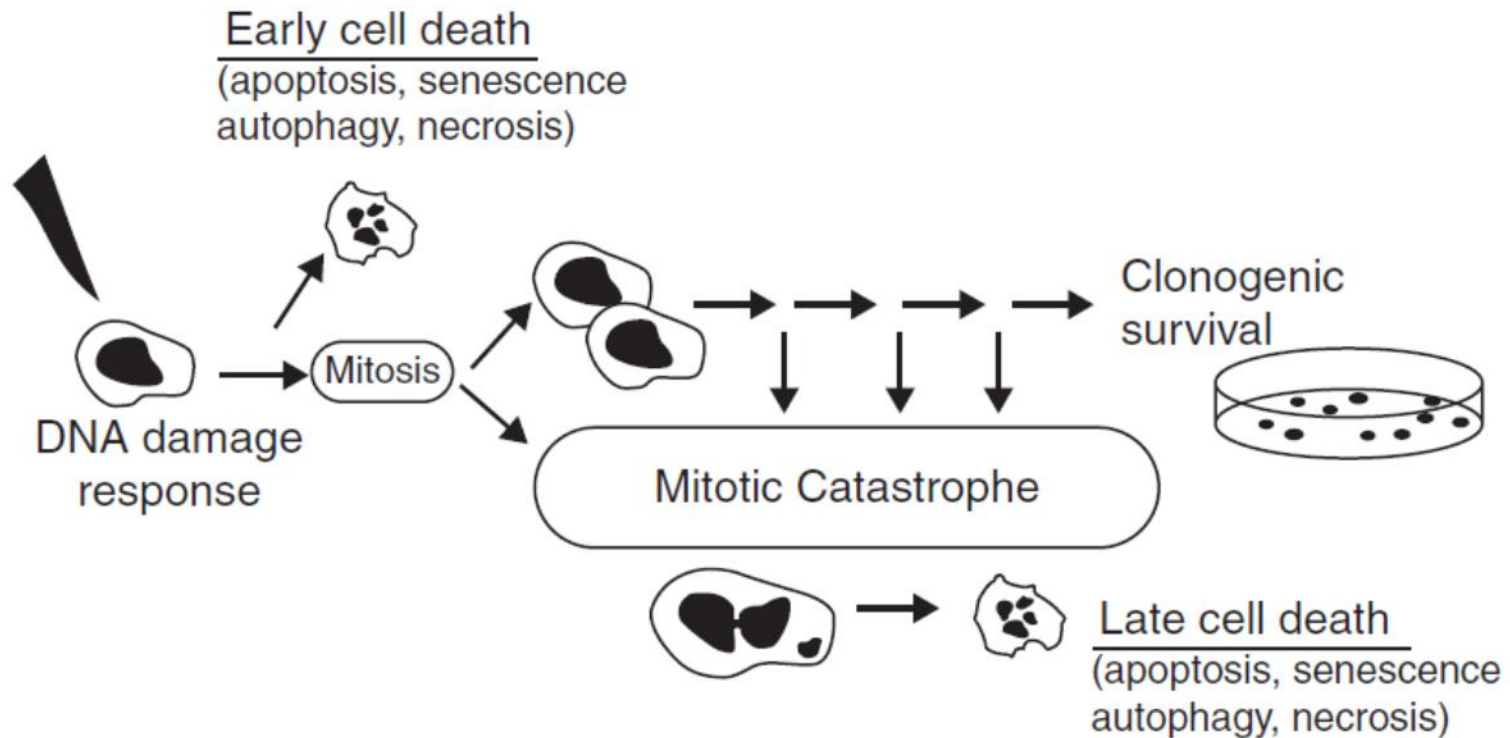 Early cell death
(apoptosis, senescence
autophagy, necrosis)
Mitosis
DNA damage
response
Clonogenic
survival
Mitotic Catastrophe
Late cell death
(apoptosis, senescence
autophagy, necrosis)